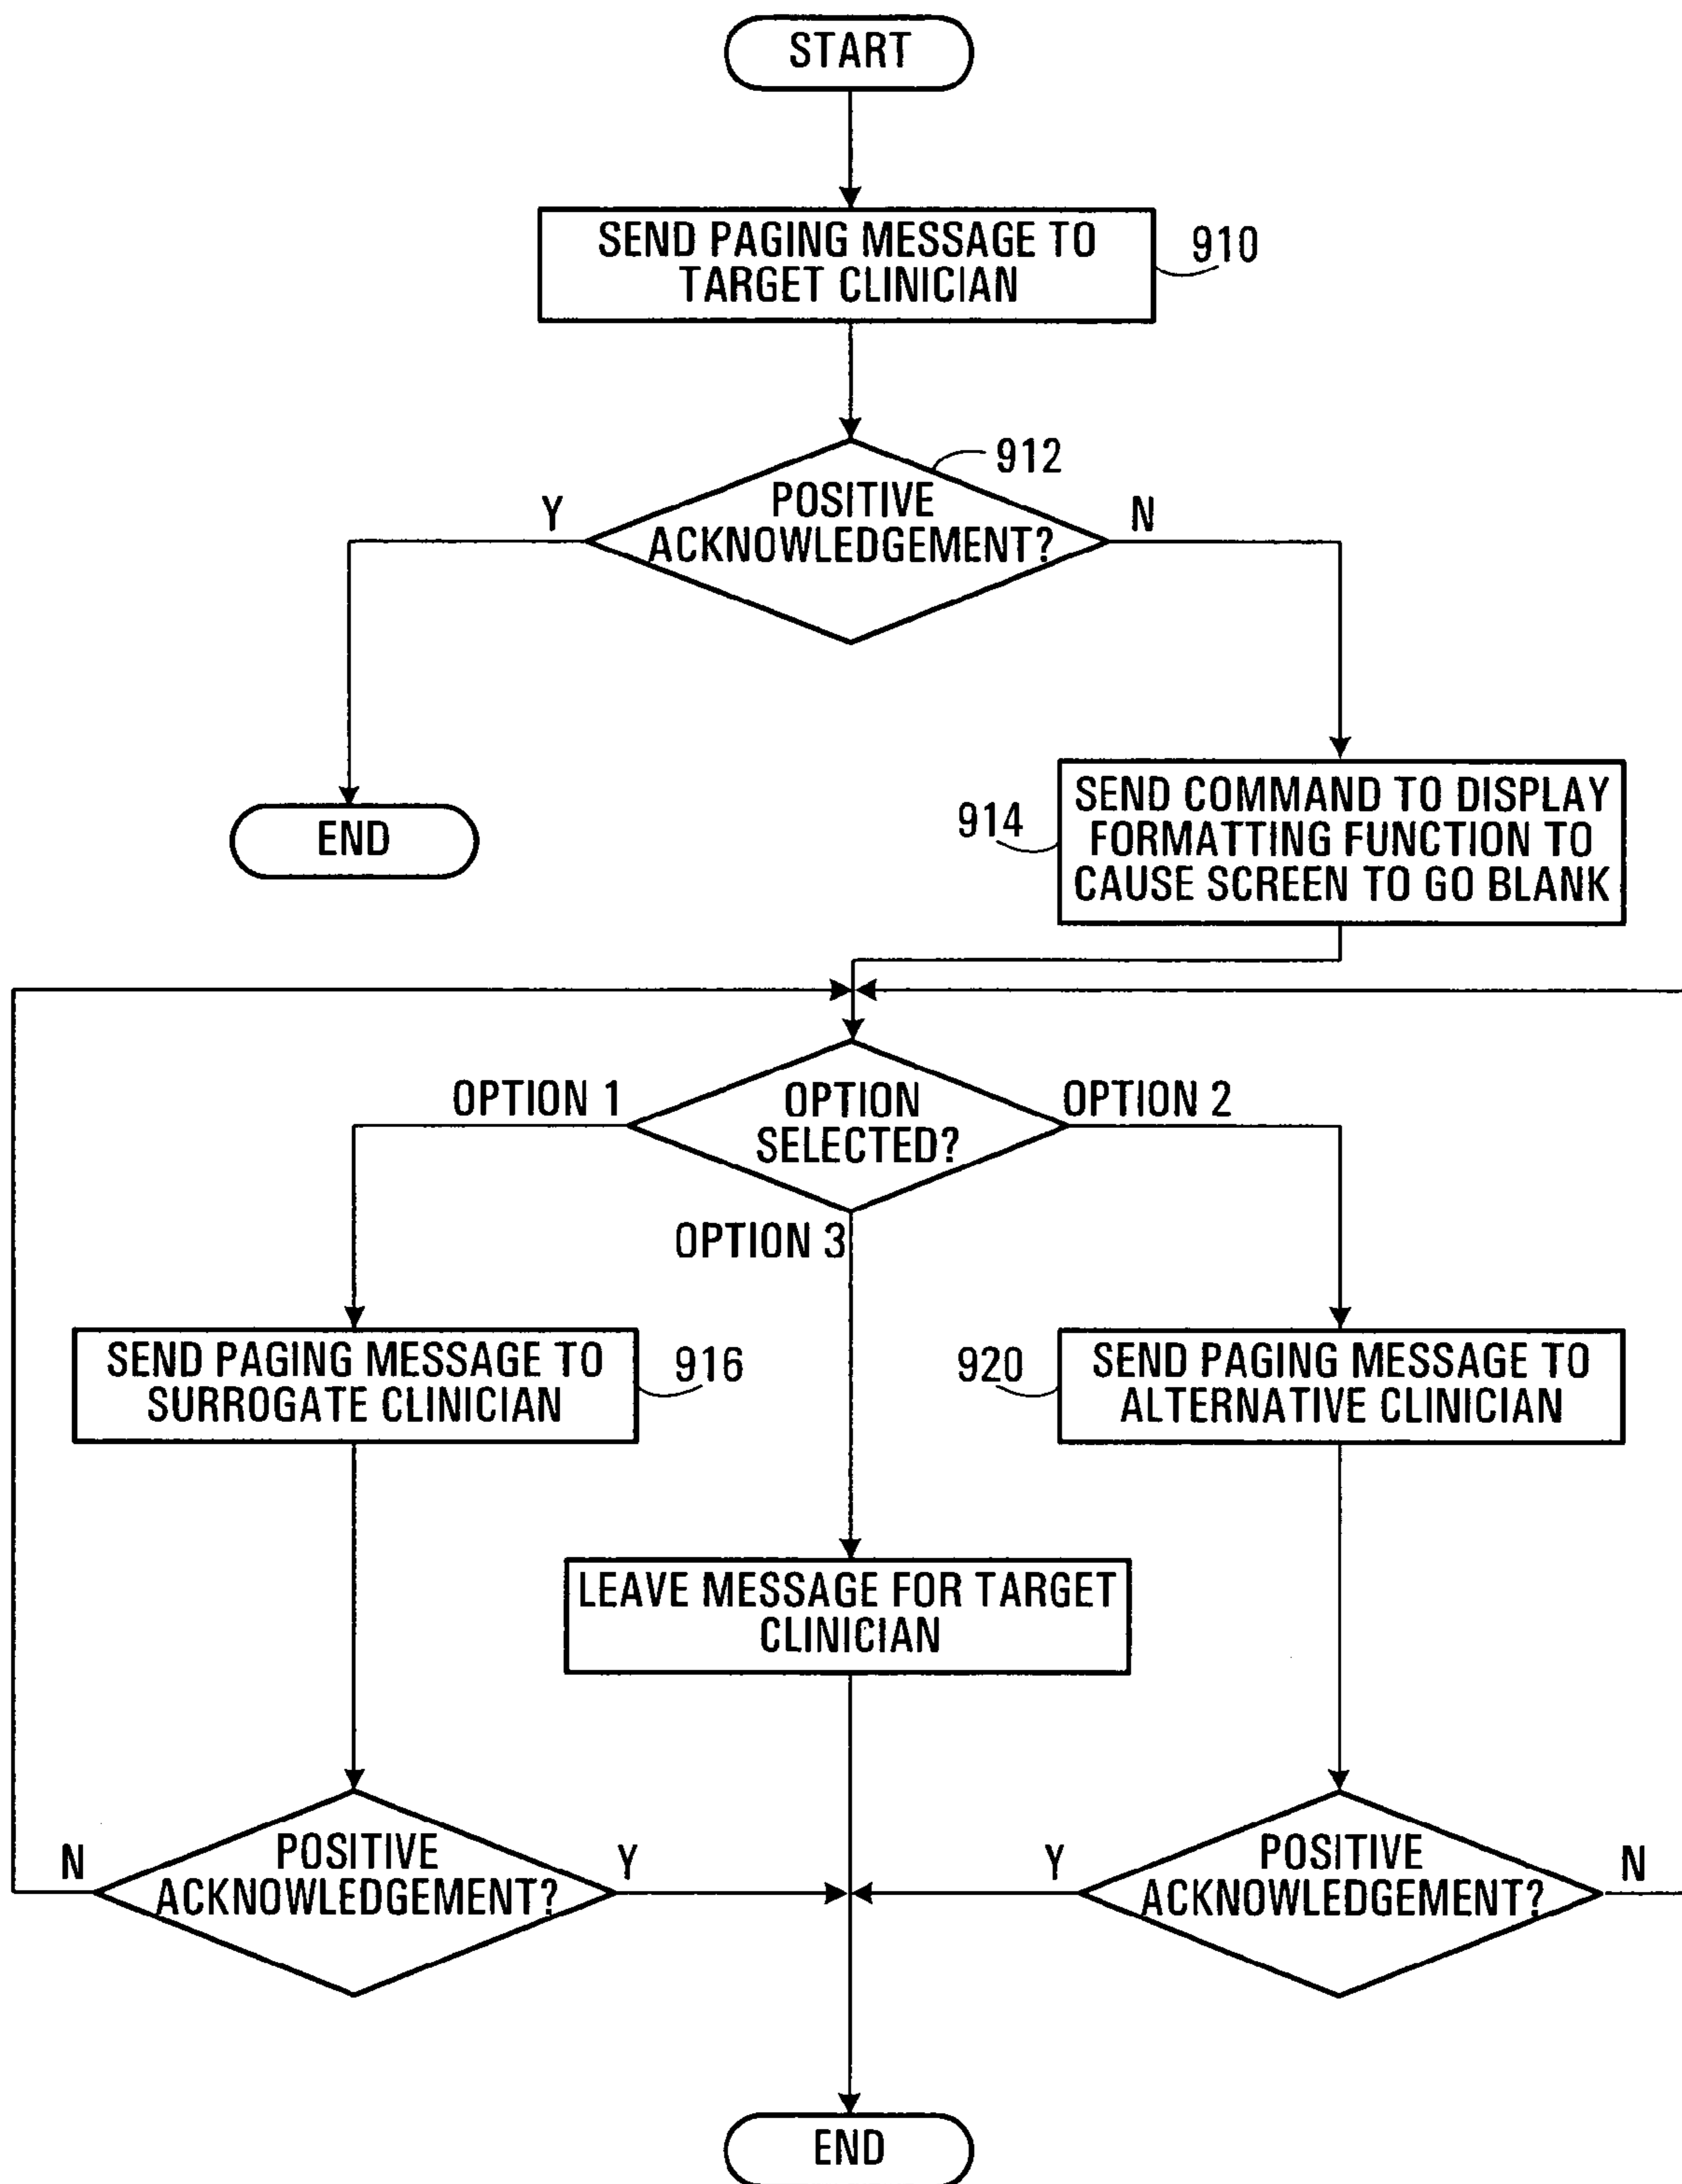 START
SEND PAGING MESSAGE TO
TARGET CLINICIAN
910
912
POSITIVE
ACKNOWLEDGEMENT?
Y
N
END
914
SEND COMMAND TO DISPLAY
FORMATTING FUNCTION TO
CAUSE SCREEN TO GO BLANK
OPTION
SELECTED?
OPTION 1
OPTION 2
OPTION 3
SEND PAGING MESSAGE TO
SURROGATE CLINICIAN
916
920
SEND PAGING MESSAGE TO
ALTERNATIVE CLINICIAN
LEAVE MESSAGE FOR TARGET
CLINICIAN
N
POSITIVE
ACKNOWLEDGEMENT?
Y
Y
POSITIVE
ACKNOWLEDGEMENT?
N
END